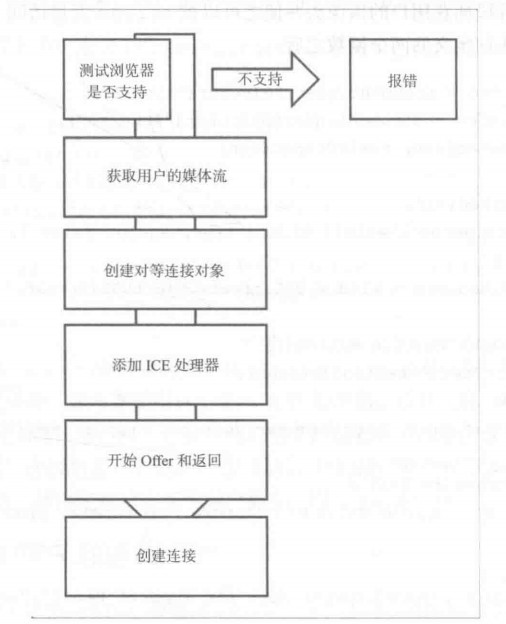 测试浏览器
是否支持
不支持
报错
获取用户的媒体流
创建对等连接对象
添加 ICE 处理器
开始 Offer 和返回
创建连接